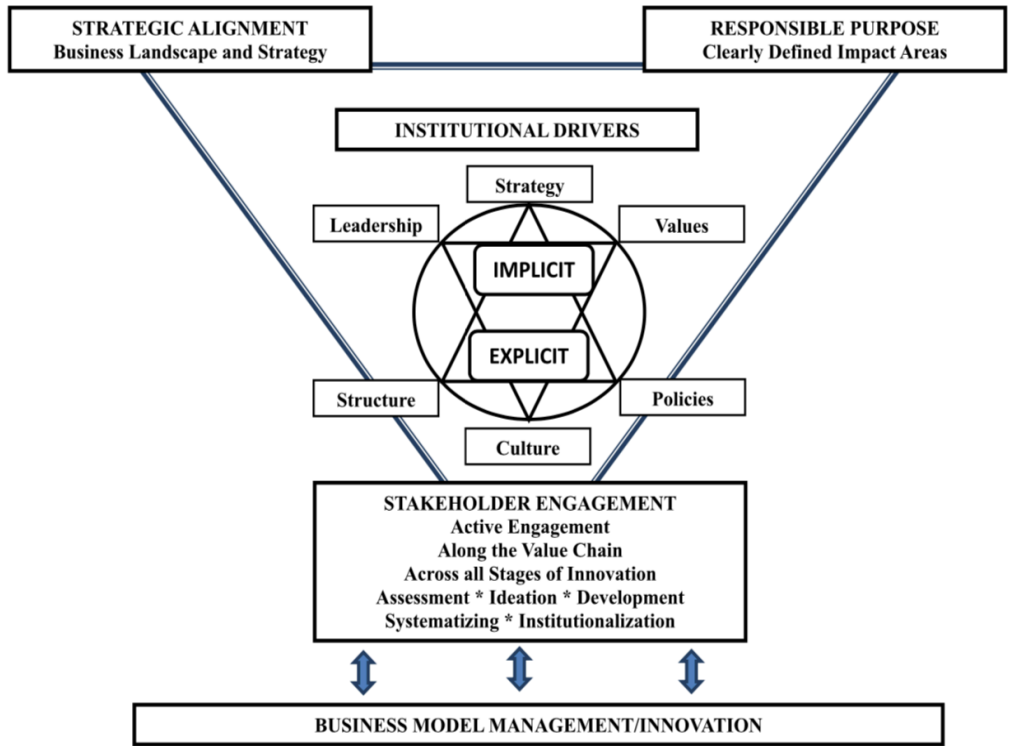 STRATEGIC ALIGNMENT
Business Landscape and Strategy
RESPONSIBLE PURPOSE
Clearly Defined Impact Areas
INSTITUTIONAL DRIVERS
Strategy
Leadership
Values
IMPLICIT
EXPLICIT
Structure
Policies
Culture
STAKEHOLDER ENGAGEMENT
Active Engagement
Along the Value Chain
Across all Stages of Innovation
Assessment * Ideation * Development
Systematizing * Institutionalization
BUSINESS MODEL MANAGEMENT/INNOVATION